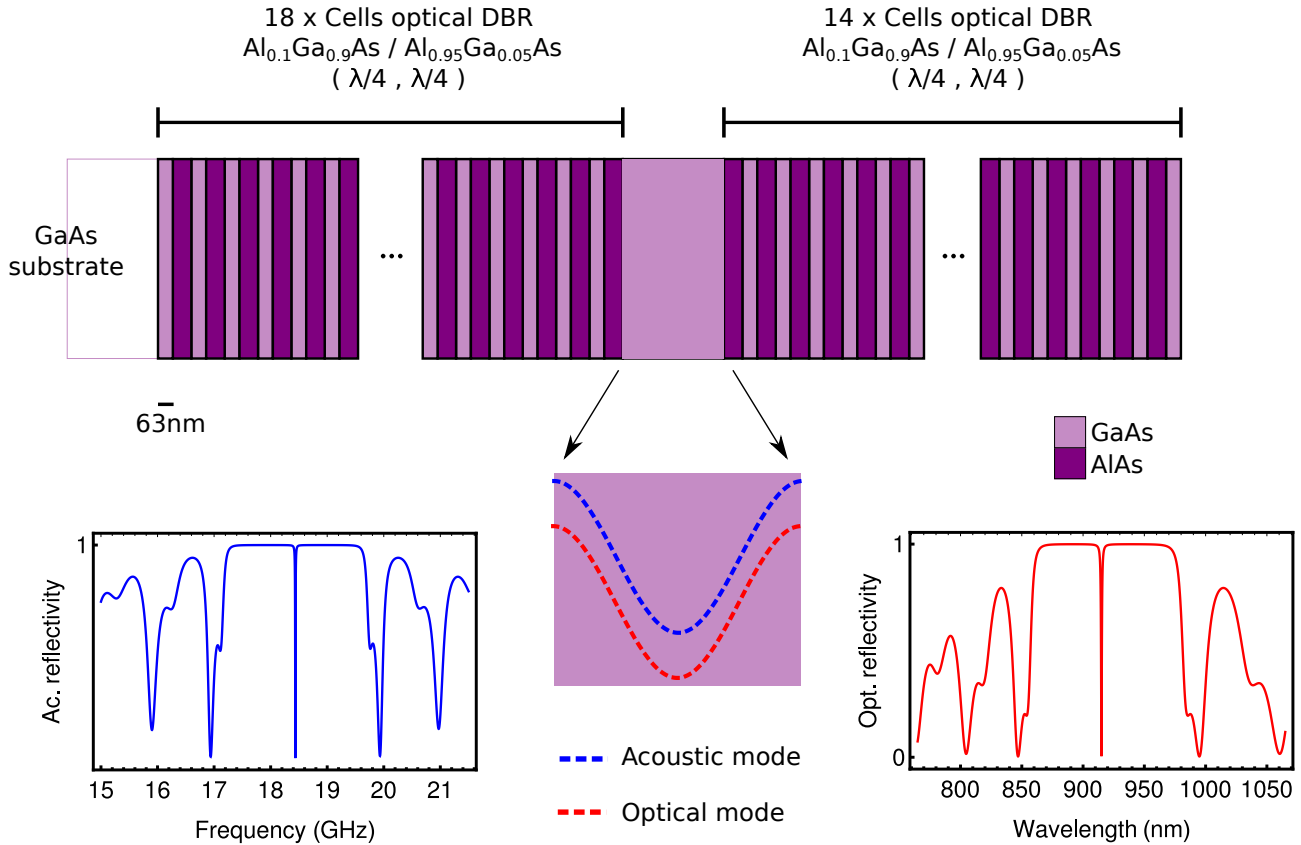 18 x Cells optical DBR
Al0.1Ga0.9As / Al0.95Ga0.05As
( λ/4 , λ/4 )
14 x Cells optical DBR
Al0.1Ga0.9As / Al0.95Ga0.05As
( λ/4 , λ/4 )
GaAs
substrate
...
...
63nm
GaAs
AlAs
1
Ac. reflectivity
15 16 17 18 19 20 21
Frequency (GHz)
Acoustic mode
Optical mode
1
0
Opt. reflectivity
800 850 900 950 1000 1050
Wavelength (nm)